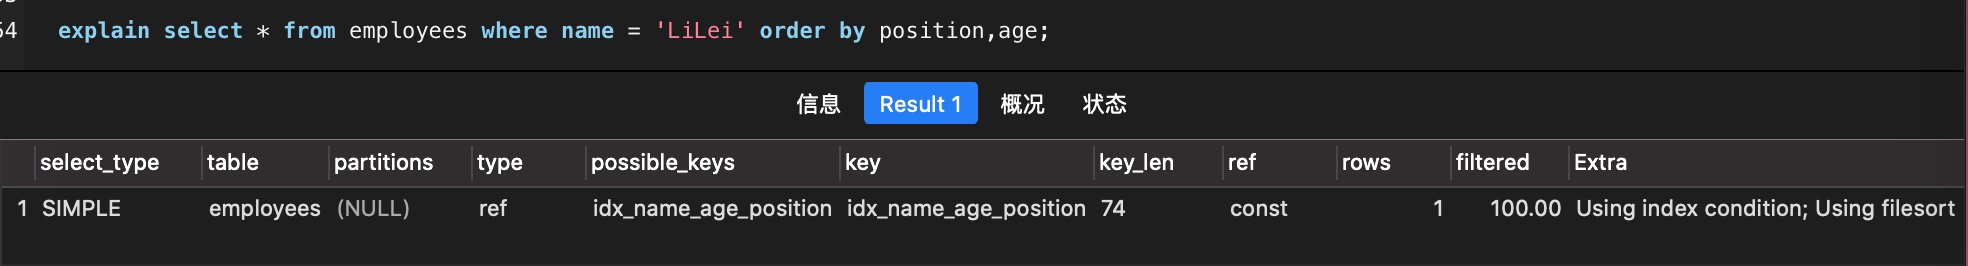 54 explain select * from employees where name = 'LiLei' order by position,age;
信息 Result 1 概况 状态
select_type table partitions type possible_keys key key_len ref rows filtered Extra
1 SIMPLE employees (NULL) ref idx_name_age_position idx_name_age_position 74 const 1 100.00 Using index condition; Using filesort